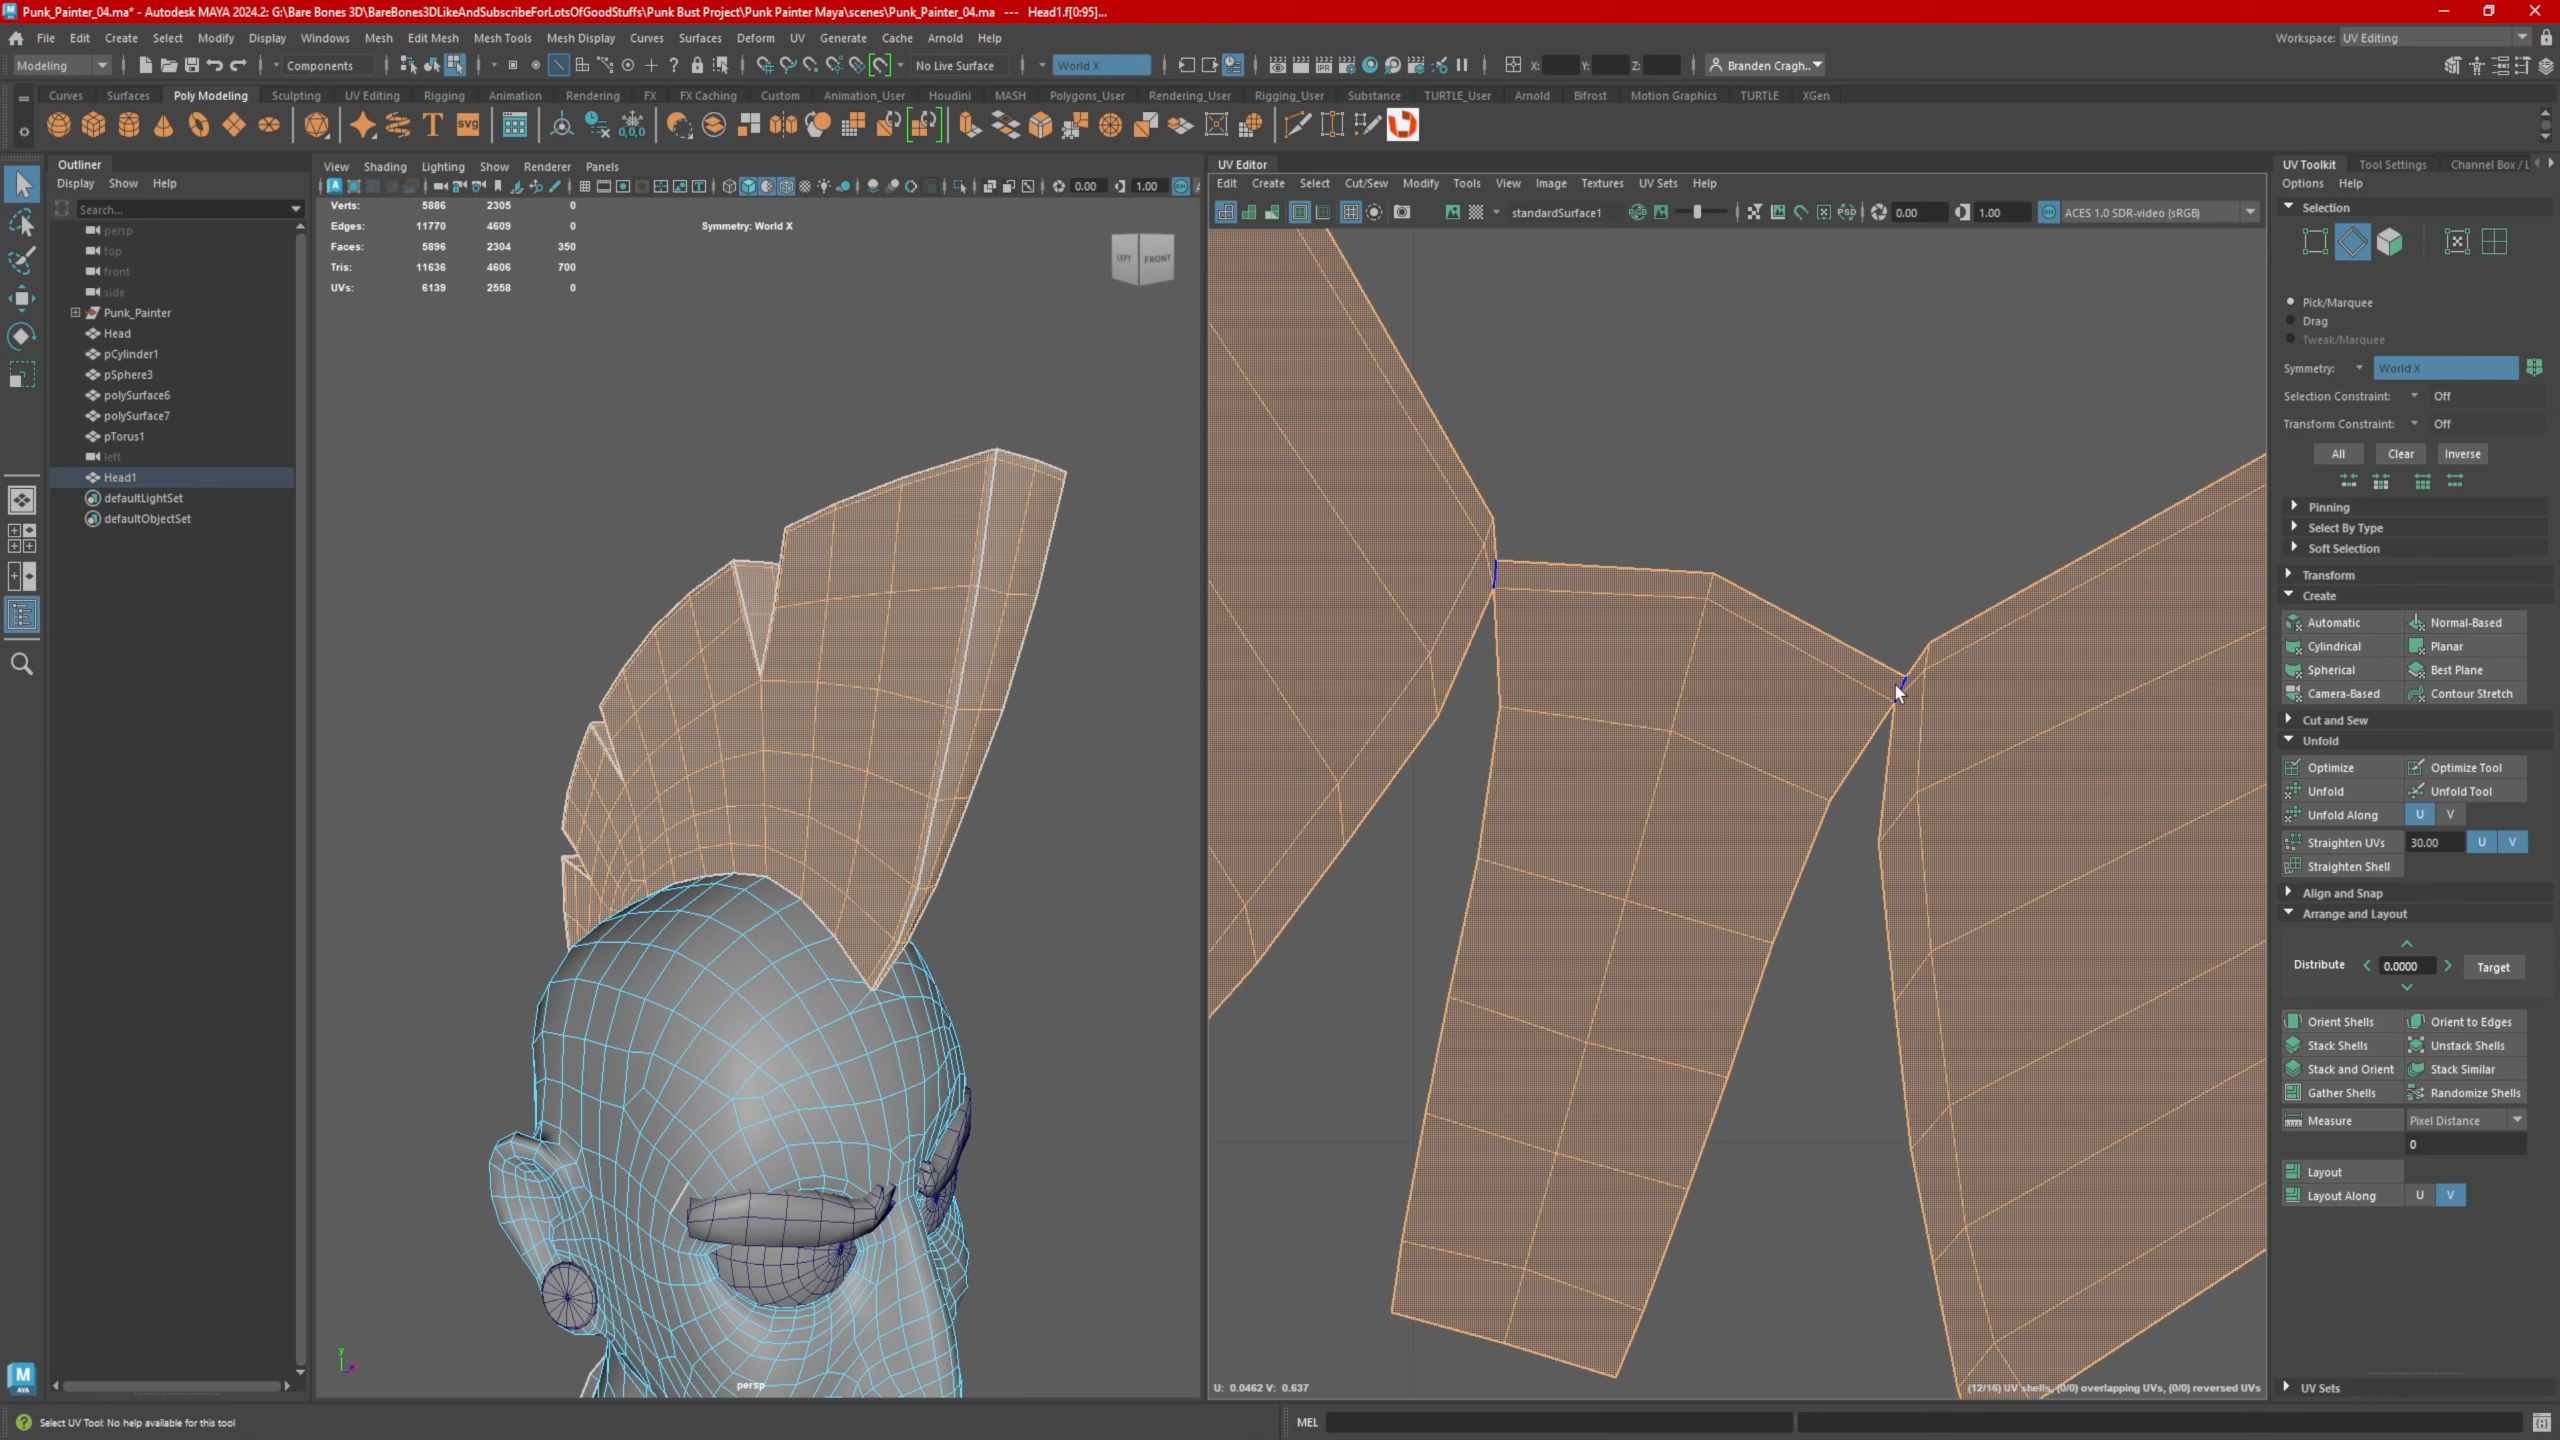 Punk_Painter_04.ma* - Autodesk MAYA 2024.2: G:\Bare Bones 3D\BareBones3DLikeAndSubscribeForLotsOfGoodStuffs\Punk Bust Project\Punk Painter Maya\scenes\Punk_Painter_04.ma --- Head1.f[0:95]...
File Edit Create Select Modify Display Windows Mesh Edit Mesh Mesh Tools Mesh Display Curves Surfaces Deform UV Generate Cache Arnold Help
Workspace: UV Editing
Modeling Components No Live Surface World X X: Y: Z: Branden Cragh..
Curves Surfaces Poly Modeling Sculpting UV Editing Rigging Animation Rendering FX FX Caching Custom Animation_User Houdini MASH Polygons_User Rendering_User Rigging_User Substance TURTLE_User Arnold Bifrost Motion Graphics TURTLE XGen
Outliner
Display Show Help
Search...
persp
top
front
side
Punk_Painter
Head
pCylinder1
pSphere3
polySurface6
polySurface7
pTorus1
left
Head1
defaultLightSet
defaultObjectSet
View Shading Lighting Show Renderer Panels
0.00 1.00
Verts: 5886 2305 0
Edges: 11770 4609 0
Faces: 5896 2304 350
Tris: 11636 4606 700
UVs: 6139 2558 0
Symmetry: World X
LEFT FRONT
persp
UV Editor
Edit Create Select Cut/Sew Modify Tools View Image Textures UV Sets Help
standardSurface1 0.00 1.00 ACES 1.0 SDR-video (sRGB)
U: 0.0462 V: 0.637
(12/16) UV shells, (0/0) overlapping UVs, (0/0) reversed UVs
UV Toolkit Tool Settings Channel Box / L
Options Help
Selection
Pick/Marquee
Drag
Tweak/Marquee
Symmetry: World X
Selection Constraint: Off
Transform Constraint: Off
All Clear Inverse
Pinning
Select By Type
Soft Selection
Transform
Create
Automatic Normal-Based
Cylindrical Planar
Spherical Best Plane
Camera-Based Contour Stretch
Cut and Sew
Unfold
Optimize Optimize Tool
Unfold Unfold Tool
Unfold Along U V
Straighten UVs 30.00 U V
Straighten Shell
Align and Snap
Arrange and Layout
Distribute 0.0000 Target
Orient Shells Orient to Edges
Stack Shells Unstack Shells
Stack and Orient Stack Similar
Gather Shells Randomize Shells
Measure Pixel Distance
0
Layout
Layout Along U V
UV Sets
Select UV Tool: No help available for this tool
MEL